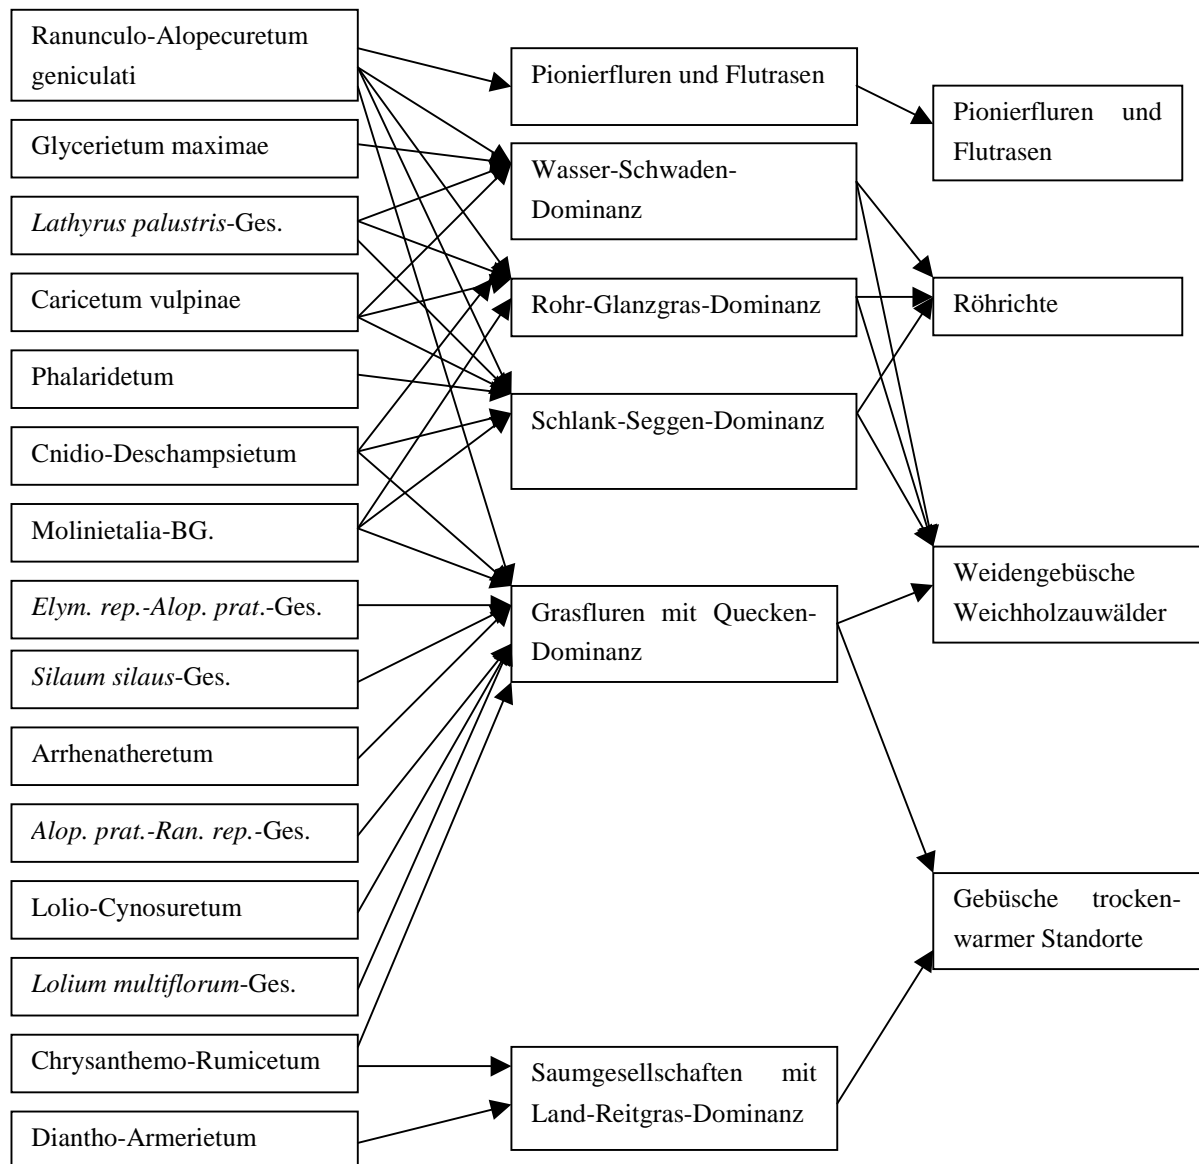 Ranunculo-Alopecuretum
geniculati
Glycerietum maximae
Lathyrus palustris-Ges.
Caricetum vulpinae
Phalaridetum
Cnidio-Deschampsietum
Molinietalia-BG.
Elym. rep.-Alop. prat.-Ges.
Silaum silaus-Ges.
Arrhenatheretum
Alop. prat.-Ran. rep.-Ges.
Lolio-Cynosuretum
Lolium multiflorum-Ges.
Chrysanthemo-Rumicetum
Diantho-Armerietum
Pionierfluren und Flutrasen
Wasser-Schwaden-
Dominanz
Rohr-Glanzgras-Dominanz
Schlank-Seggen-Dominanz
Grasfluren mit Quecken-
Dominanz
Saumgesellschaften mit
Land-Reitgras-Dominanz
Pionierfluren und
Flutrasen
Röhrichte
Weidengebüsche
Weichholzauwälder
Gebüsche trocken-
warmer Standorte